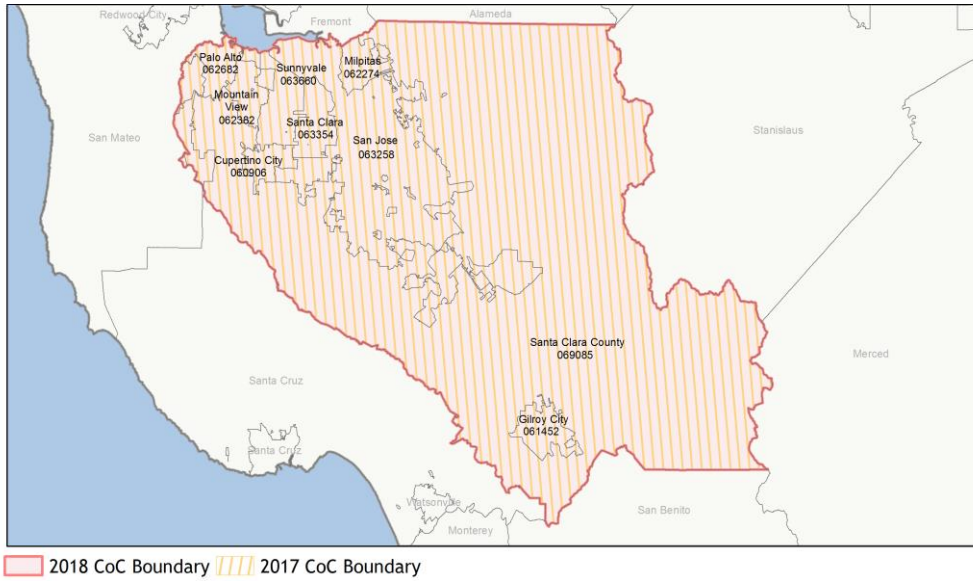 Redwood City
Fremont
Alameda
Palo Alto
062682
Sunnyvale
063660
Milpitas
062274
Mountain
View
062382
Santa Clara
063354
San Jose
063258
San Mateo
Stanislaus
Cupertino City
060906
Santa Clara County
069085
Merced
Santa Cruz
Gilroy City
061452
Santa Cruz
Watsonville
Monterey
San Benito
2018 CoC Boundary
2017 CoC Boundary